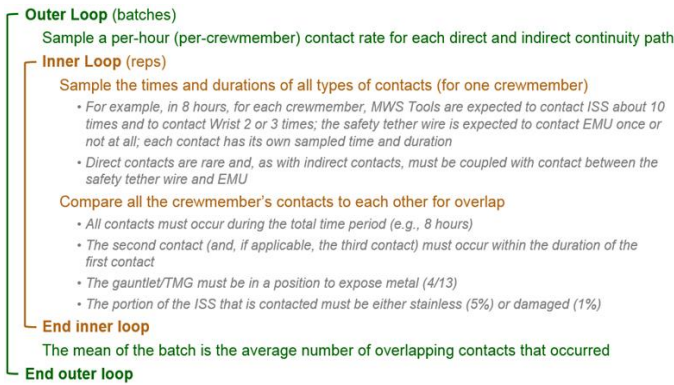 Outer Loop (batches)
Sample a per-hour (per-crewmember) contact rate for each direct and indirect continuity path
Inner Loop (reps)
Sample the times and durations of all types of contacts (for one crewmember)
• For example, in 8 hours, for each crewmember, MWS Tools are expected to contact ISS about 10
times and to contact Wrist 2 or 3 times; the safety tether wire is expected to contact EMU once or
not at all; each contact has its own sampled time and duration
• Direct contacts are rare and, as with indirect contacts, must be coupled with contact between the
safety tether wire and EMU
Compare all the crewmember's contacts to each other for overlap
• All contacts must occur during the total time period (e.g., 8 hours)
• The second contact (and, if applicable, the third contact) must occur within the duration of the
first contact
• The gauntlet/TMG must be in a position to expose metal (4/13)
• The portion of the ISS that is contacted must be either stainless (5%) or damaged (1%)
End inner loop
The mean of the batch is the average number of overlapping contacts that occurred
End outer loop